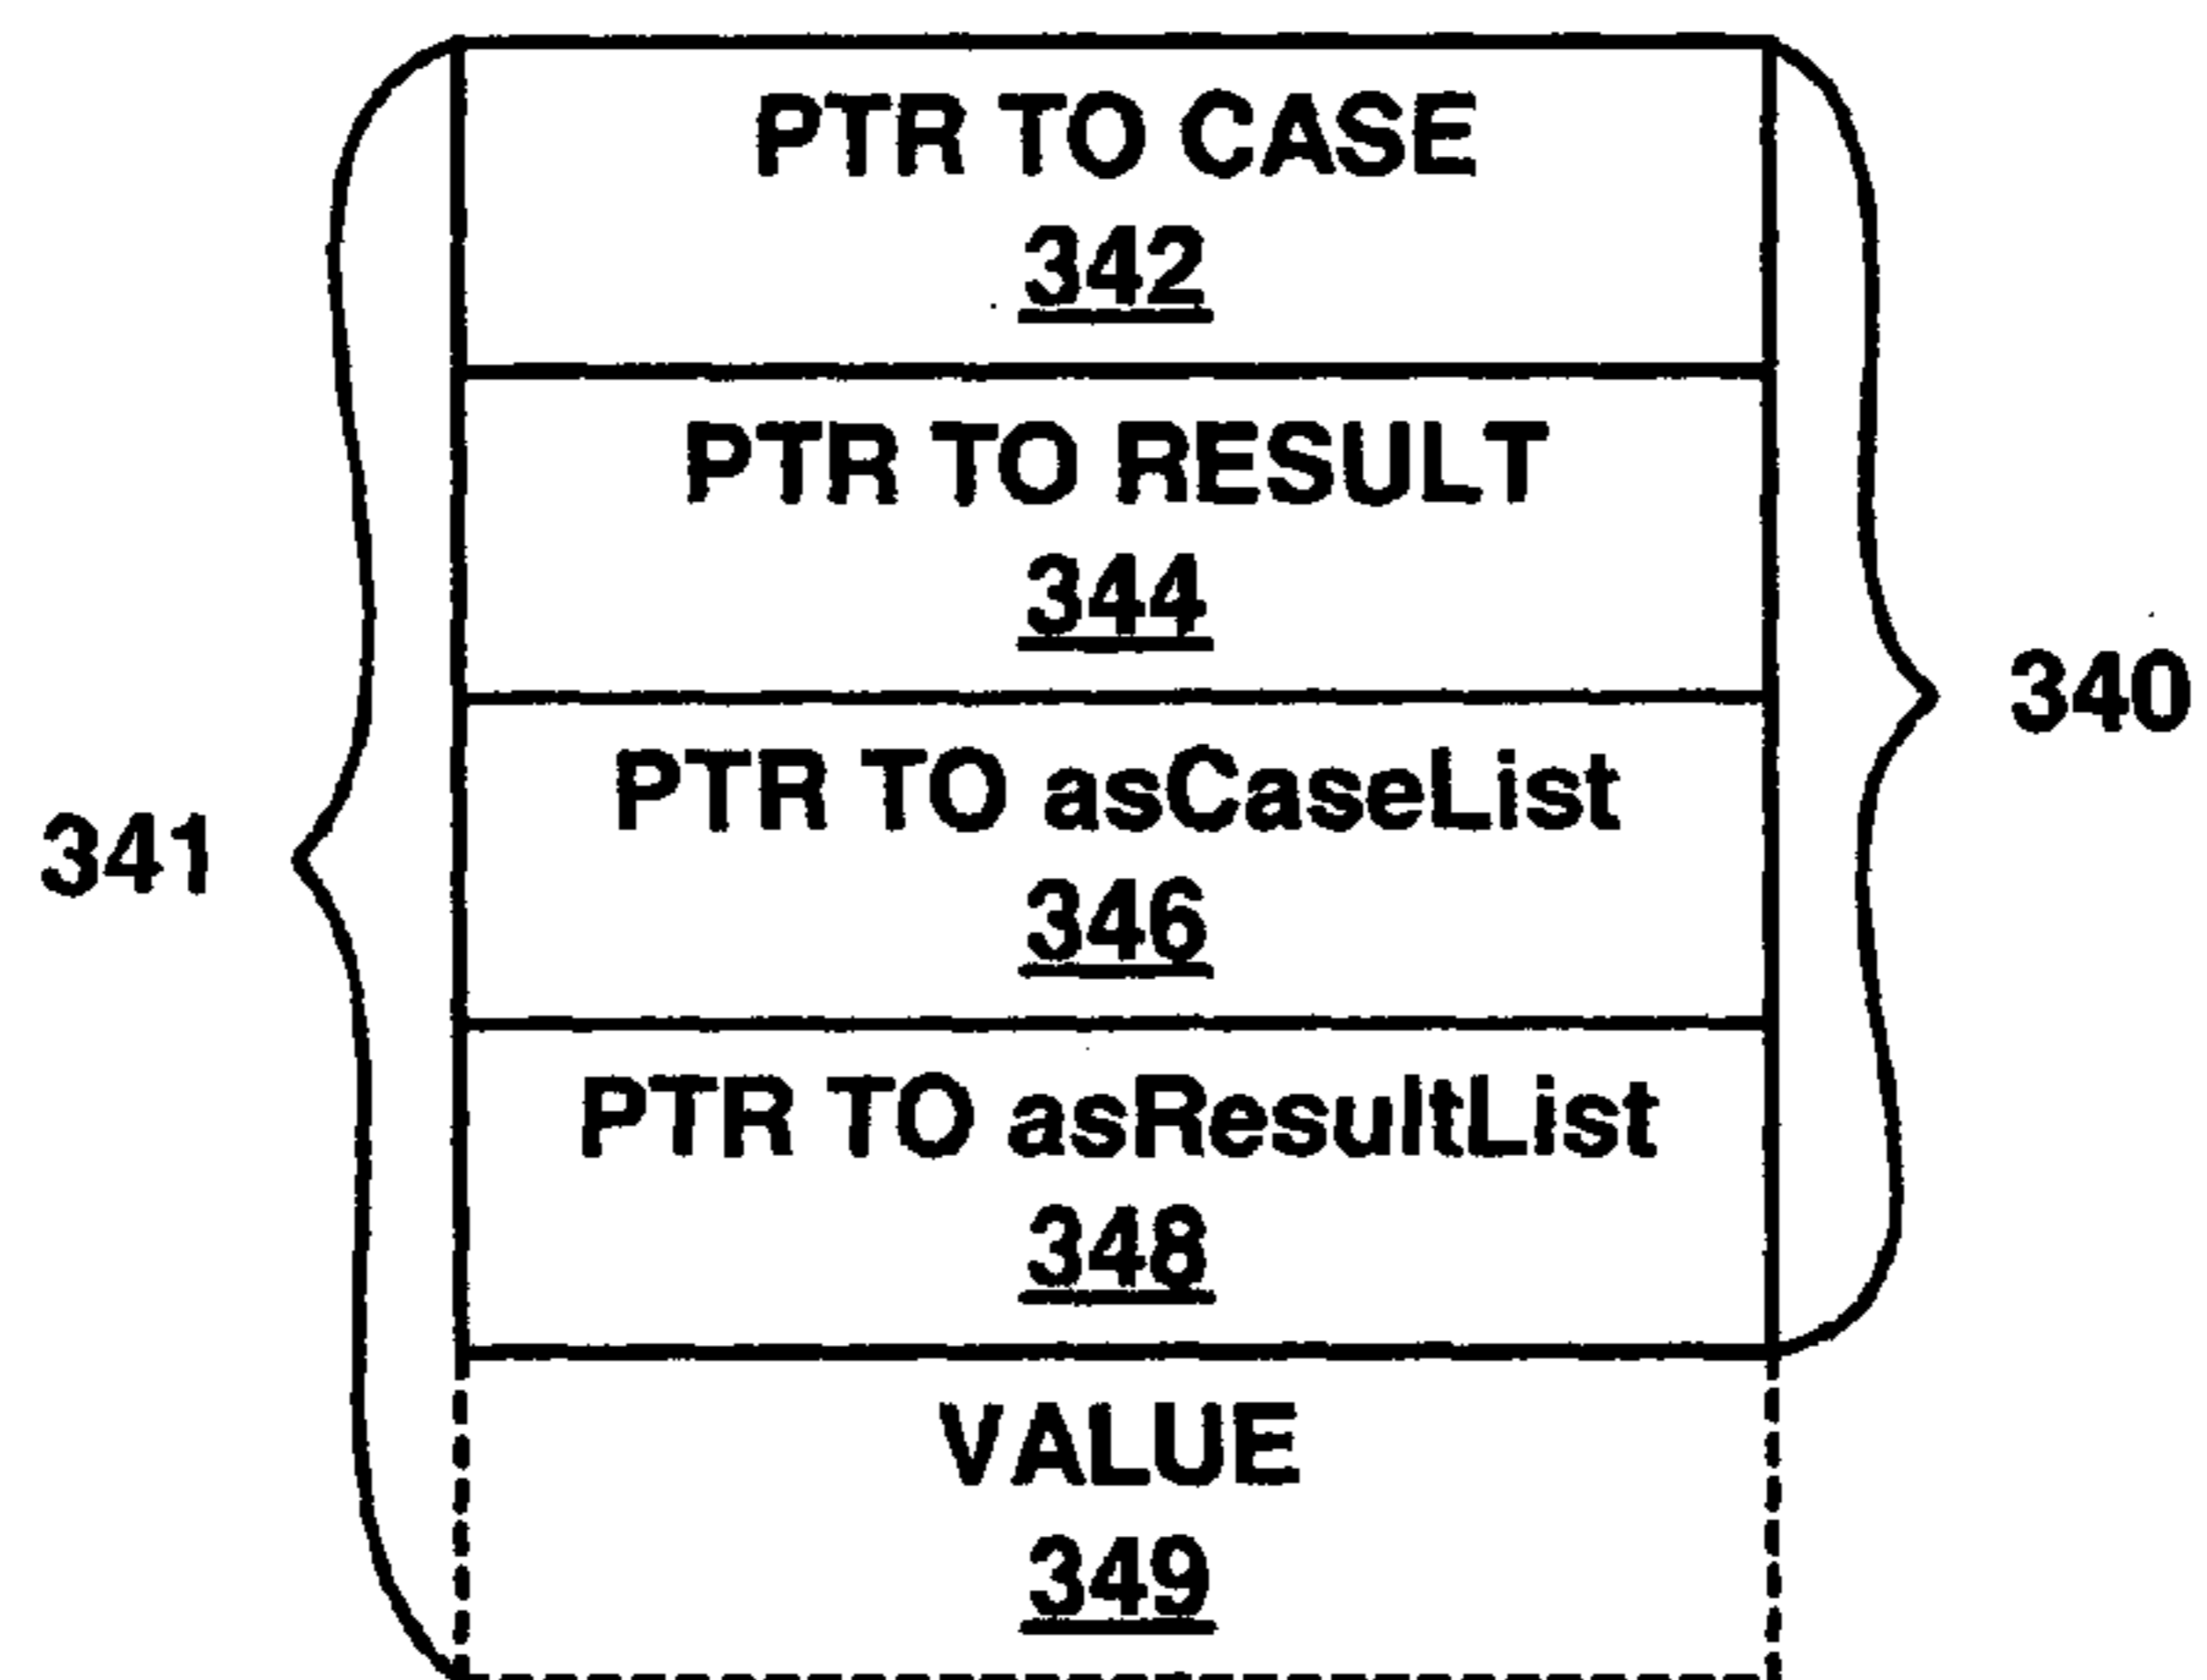 PTR TO CASE
342
PTR TO RESULT
344
340
PTR TO asCaseList
341
346
PTR TO asResultList
348
VALUE
349